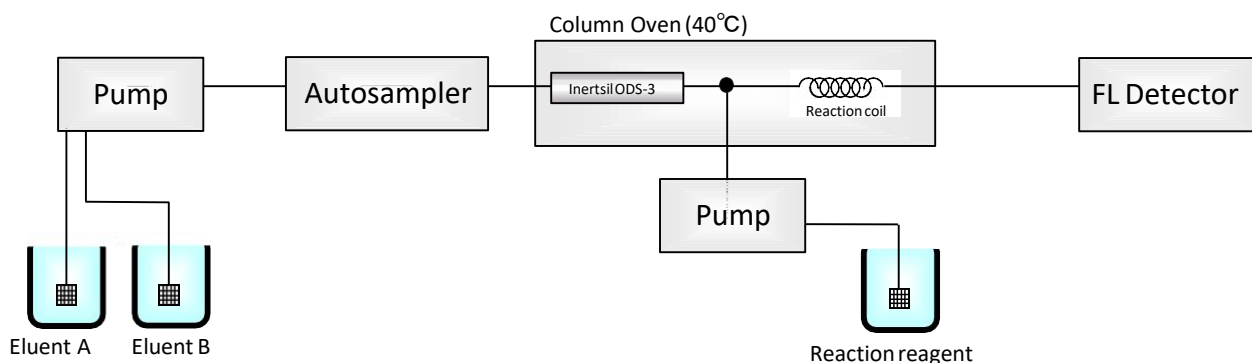 Column Oven (40℃)
Pump
Autosampler
Inertsil ODS-3
Reaction coil
FL Detector
Pump
Eluent A
Eluent B
Reaction reagent